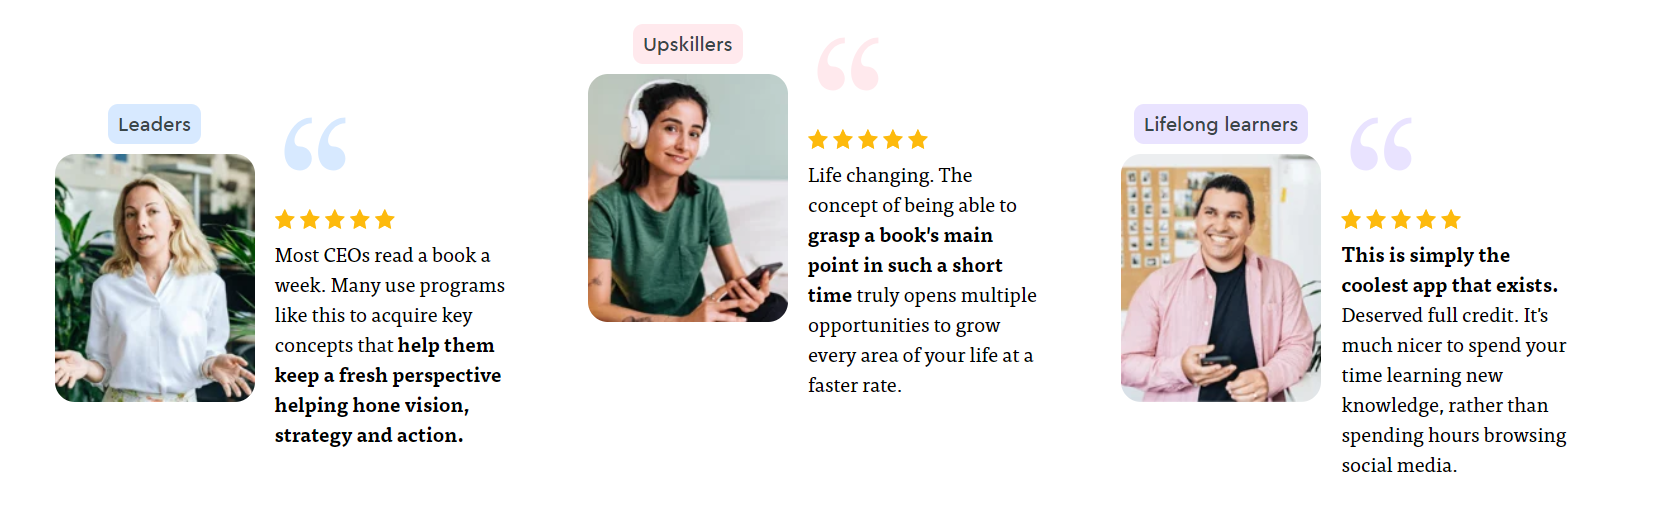 Leaders
Most CEOs read a book a
week. Many use programs
like this to acquire key
concepts that help them
keep a fresh perspective
helping hone vision,
strategy and action.
Upskillers
Life changing. The
concept of being able to
grasp a book's main
point in such a short
time truly opens multiple
opportunities to grow
every area of your life at a
faster rate.
Lifelong learners
This is simply the
coolest app that exists.
Deserved full credit. It's
much nicer to spend your
time learning new
knowledge, rather than
spending hours browsing
social media.